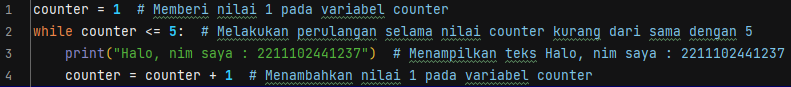 1 counter = 1  # Memberi nilai 1 pada variabel counter
2 while counter <= 5:  # Melakukan perulangan selama nilai counter kurang dari sama dengan 5
3     print("Halo, nim saya : 2211102441237")  # Menampilkan teks Halo, nim saya : 2211102441237
4     counter = counter + 1  # Menambahkan nilai 1 pada variabel counter